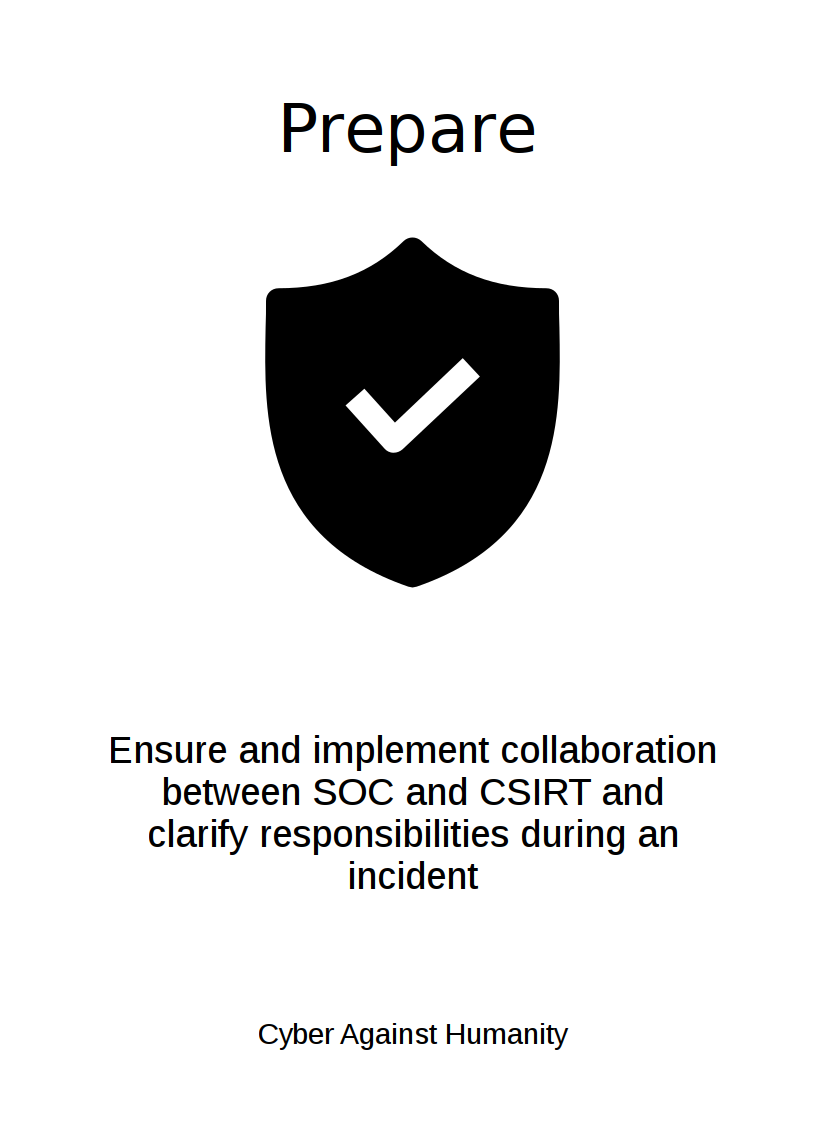 Prepare
Ensure and implement collaboration
between SOC and CSIRT and
clarify responsibilities during an
incident
Cyber Against Humanity